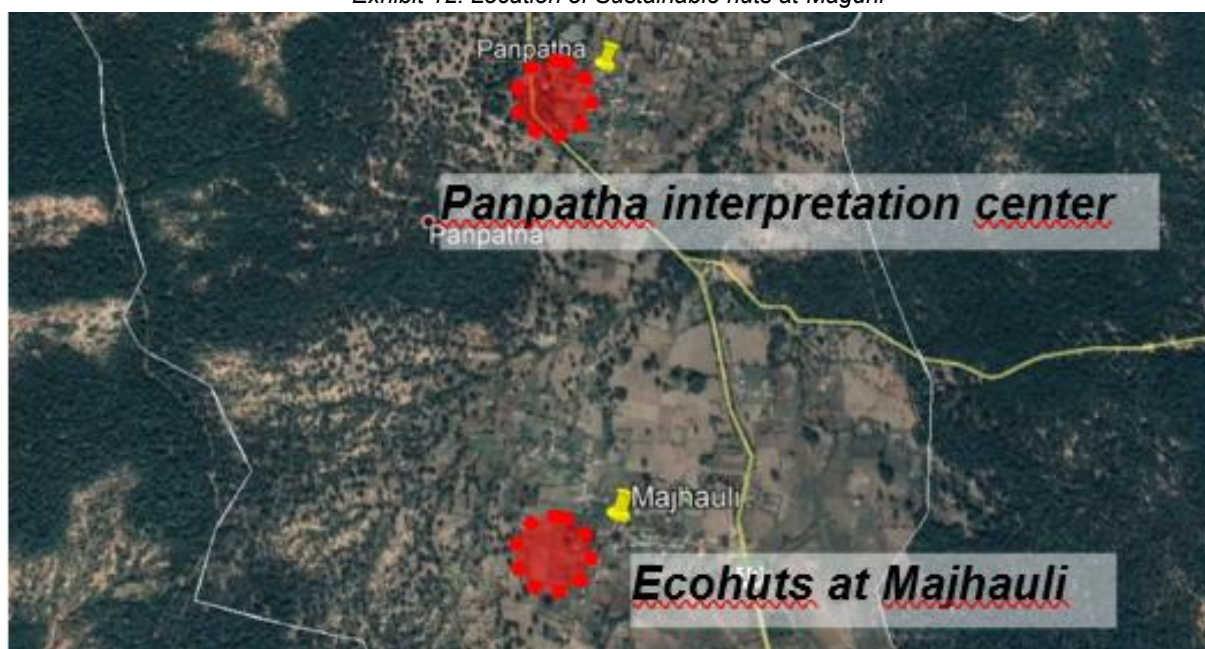 Panpatha
Panpatha interpretation center
Panpatha
Majhauli
Ecohuts at Majhauli